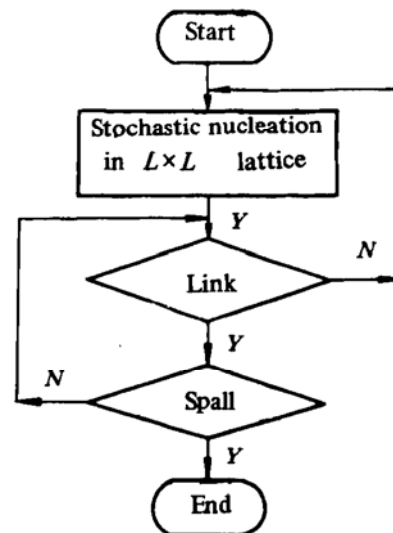 Start
Stochastic nucleation
in L×L lattice
Y
Link
N
Y
N
Spall
Y
End